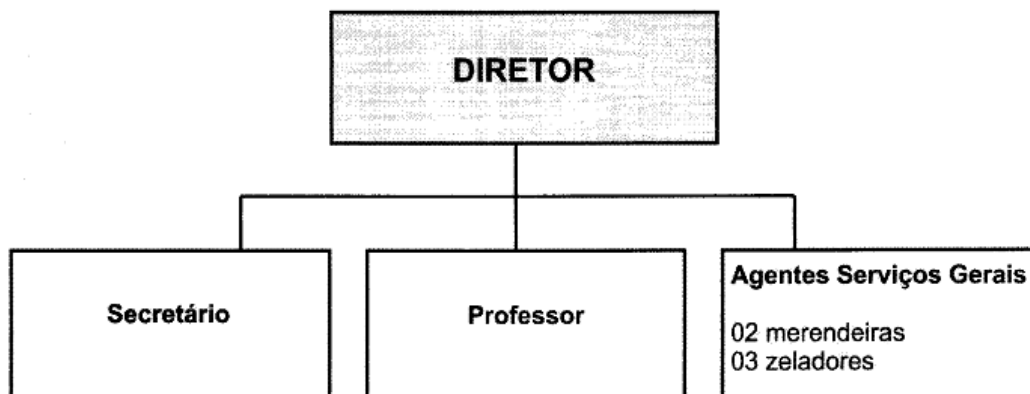 DIRETOR
Secretário
Professor
Agentes Serviços Gerais
02 merendeiras
03 zeladores